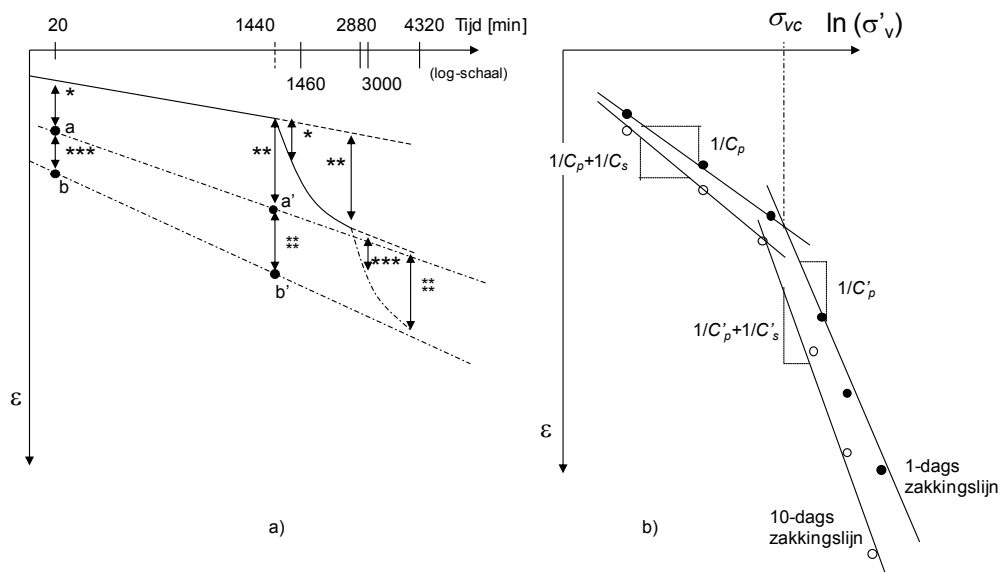 20
1440
2880
4320
Tijd [min]
(log-schaal)
1460
3000
*
a
***
b
**
*
**
a'
**
**
b'
***
**
**
ε
a)
σvc
ln (σ'v)
1/Cp
1/Cp+1/Cs
1/C'p
1/C'p+1/C's
ε
1-dags
zakkingslijn
10-dags
zakkingslijn
b)